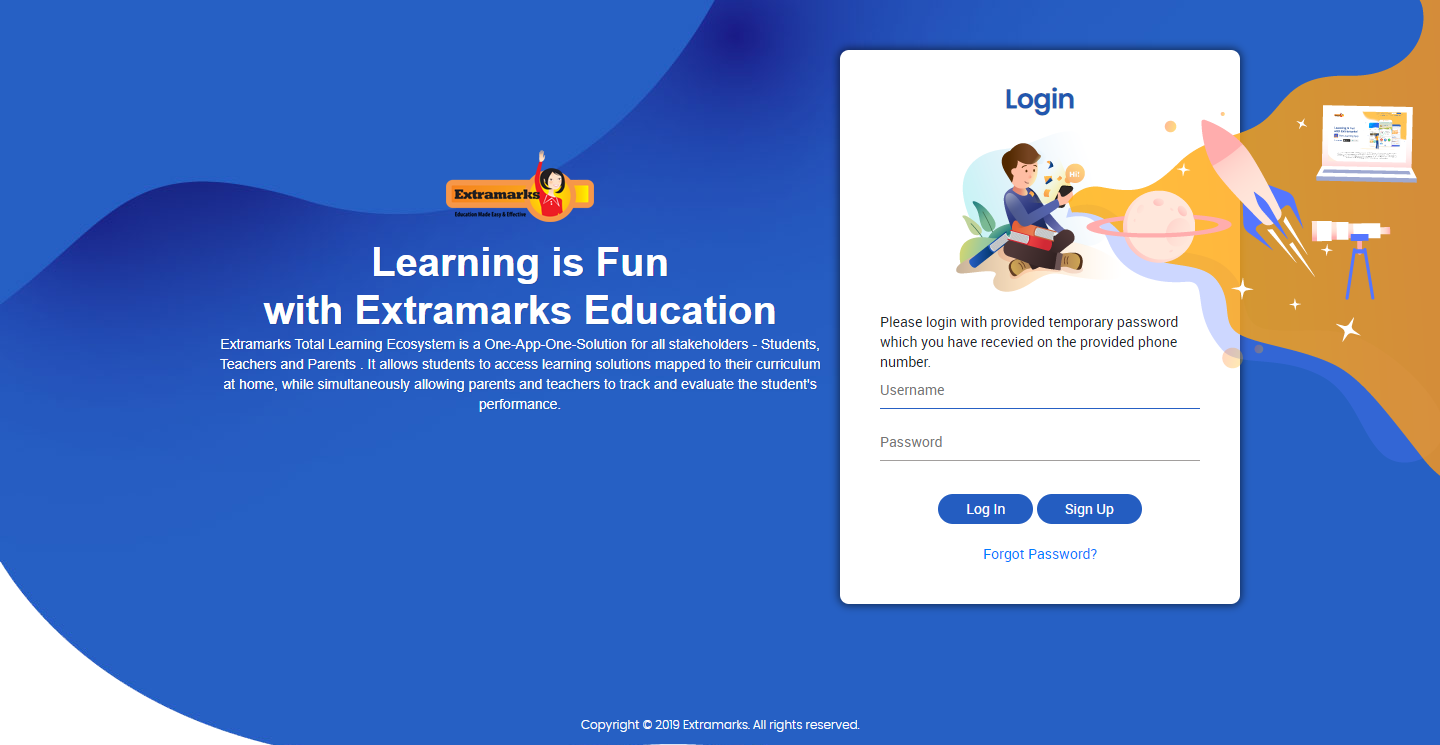 Login
Extramarks
Education Made Easy & Effective
Hi!
Learning is Fun
with Extramarks Education
Extramarks Total Learning Ecosystem is a One-App-One-Solution for all stakeholders - Students,
Teachers and Parents . It allows students to access learning solutions mapped to their curriculum
at home, while simultaneously allowing parents and teachers to track and evaluate the student's
performance.
Please login with provided temporary password
which you have recevied on the provided phone
number.
Username
Password
Log In Sign Up
Forgot Password?
Copyright © 2019 Extramarks. All rights reserved.